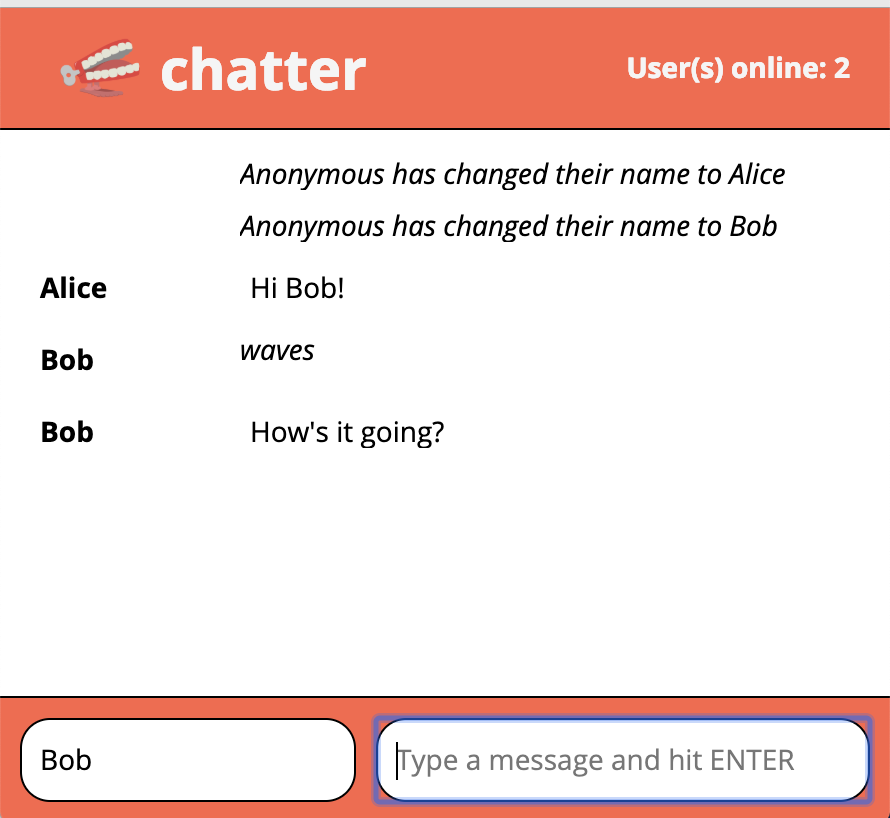 chatter
User(s) online: 2
Anonymous has changed their name to Alice
Anonymous has changed their name to Bob
Alice Hi Bob!
Bob waves
Bob How's it going?
Bob
Type a message and hit ENTER